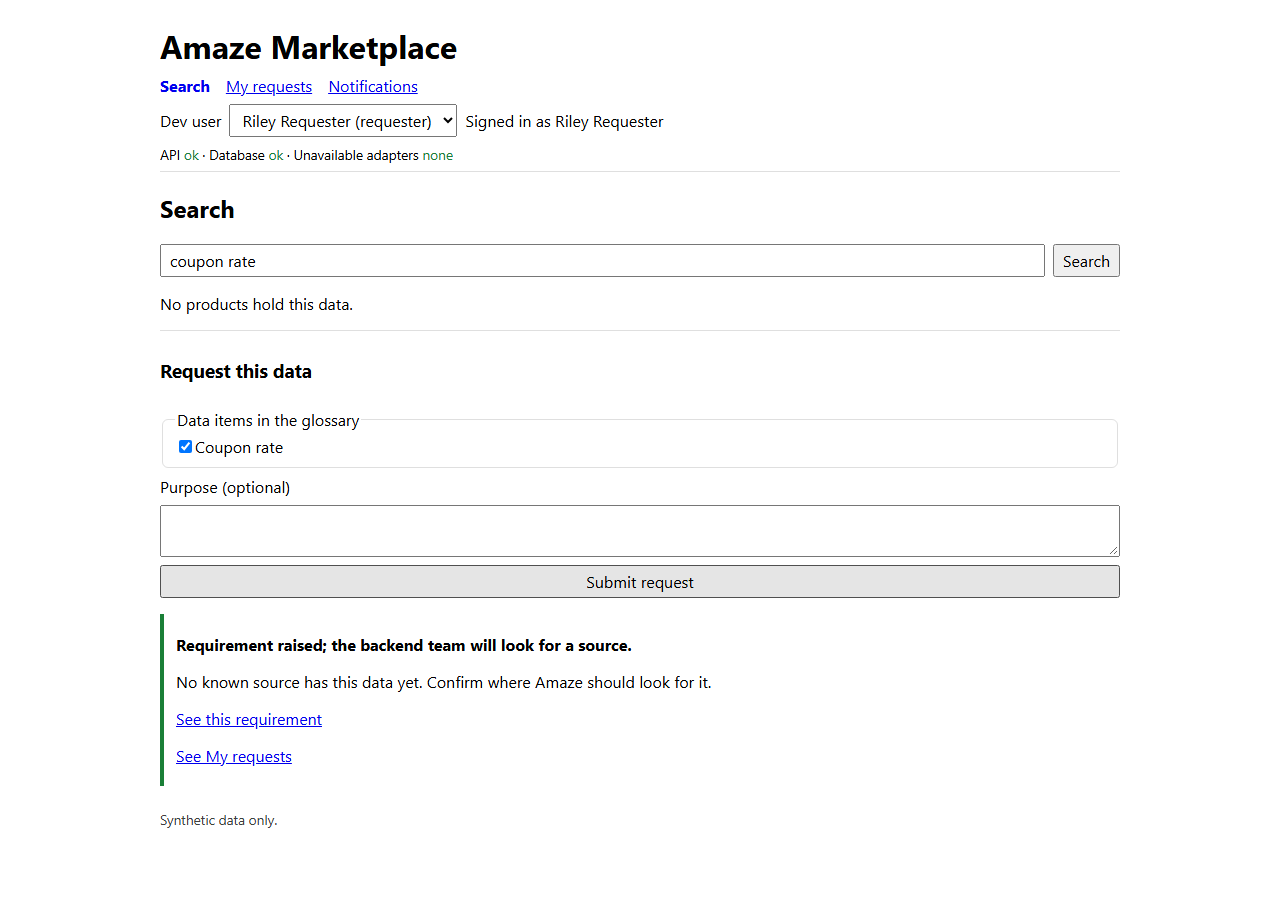 Amaze Marketplace
Search My requests Notifications
Dev user Riley Requester (requester) Signed in as Riley Requester
API ok · Database ok · Unavailable adapters none
Search
coupon rate Search
No products hold this data.
Request this data
Data items in the glossary
Coupon rate
Purpose (optional)
Submit request
Requirement raised; the backend team will look for a source.
No known source has this data yet. Confirm where Amaze should look for it.
See this requirement
See My requests
Synthetic data only.